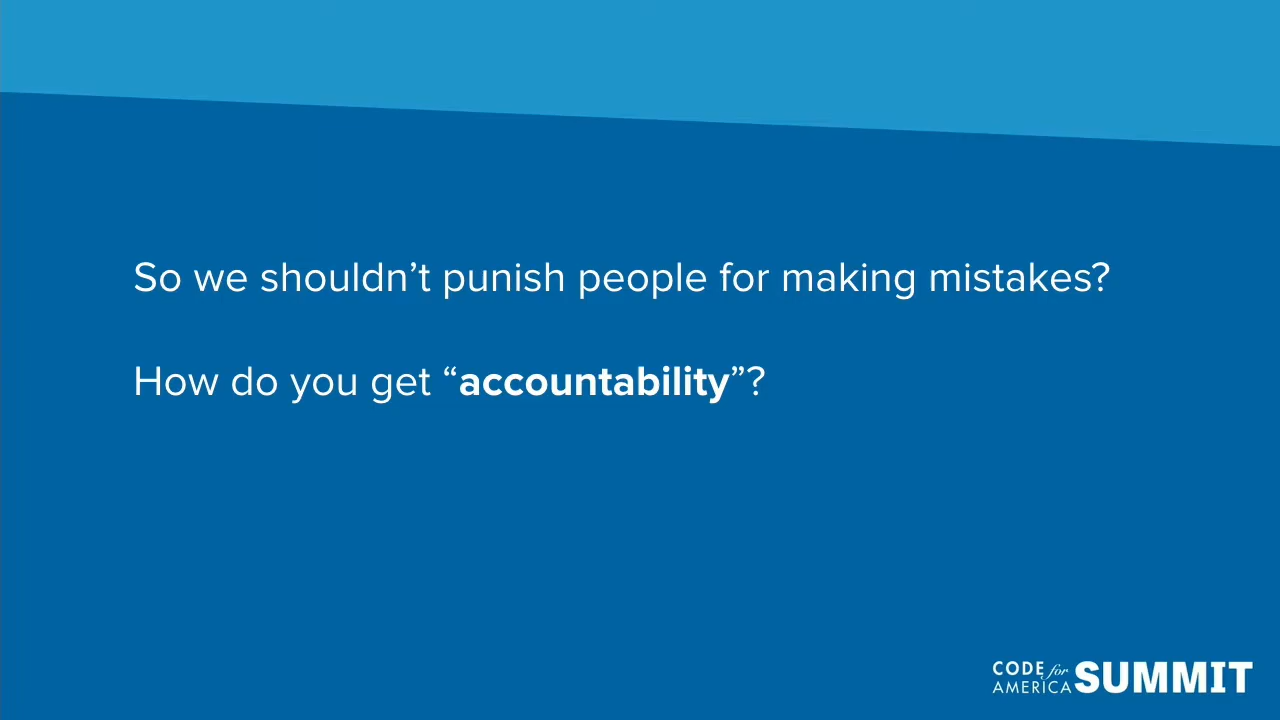 So we shouldn’t punish people for making mistakes?
How do you get “accountability”?
CODE for
AMERICA SUMMIT